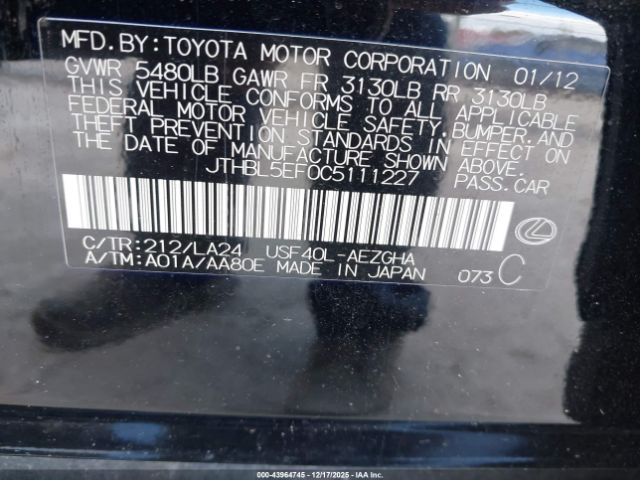 MFD.BY:TOYOTA MOTOR CORPORATION 01/12
GVWR 5480LB GAWR FR 3130LB RR 3130LB
THIS VEHICLE CONFORMS TO ALL APPLICABLE
FEDERAL MOTOR VEHICLE SAFETY,BUMPER,AND
THEFT PREVENTION STANDARDS IN EFFECT ON
THE DATE OF MANUFACTURE SHOWN ABOVE.
JTHBL5EF0C5111227 PASS.CAR
C/TR:212/LA24 USF40L-AEZGHA
A/TM:A01A/AA80E MADE IN JAPAN 073 C
000-43964745 - 12/17/2025 - IAA, Inc.